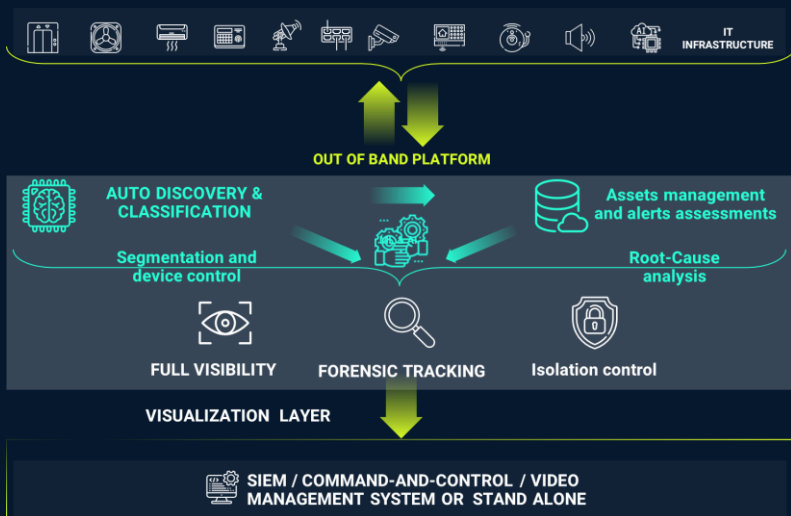 IT
INFRASTRUCTURE
OUT OF BAND PLATFORM
AUTO DISCOVERY &
CLASSIFICATION
Assets management
and alerts assessments
Segmentation and
device control
Root-Cause
analysis
FULL VISIBILITY
FORENSIC TRACKING
Isolation control
VISUALIZATION LAYER
SIEM / COMMAND-AND-CONTROL / VIDEO
MANAGEMENT SYSTEM OR STAND ALONE